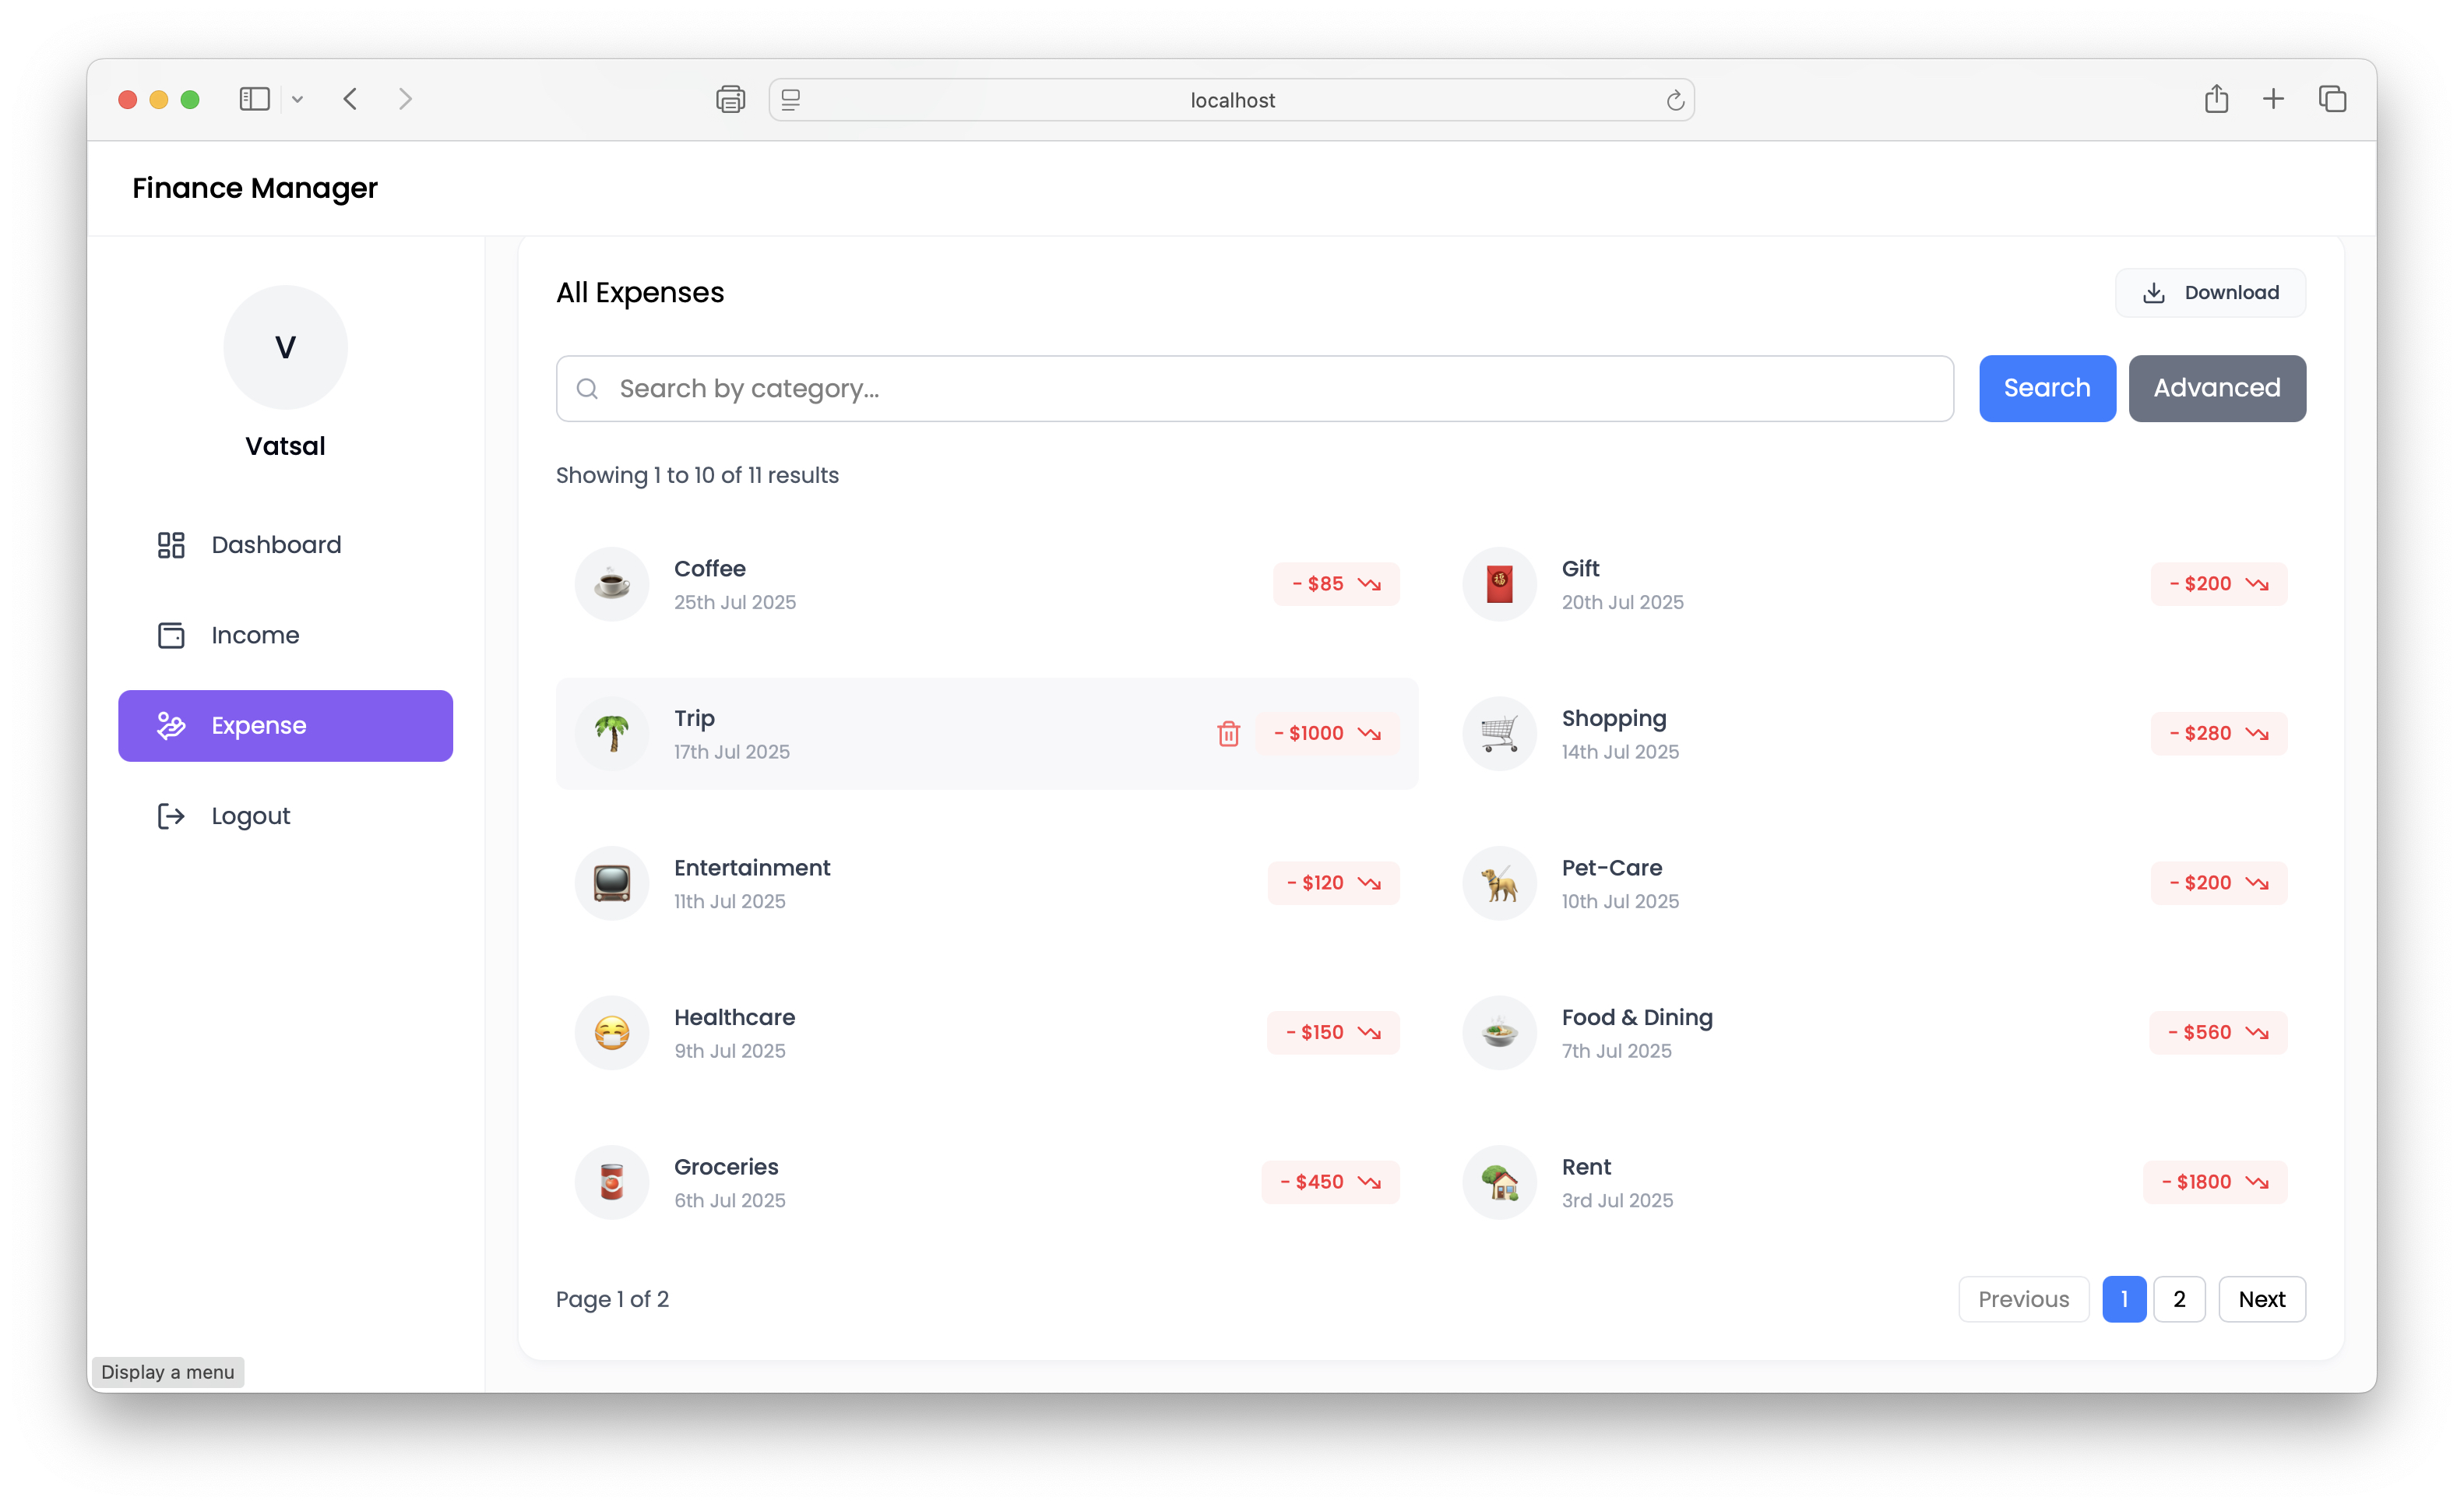 localhost
Finance Manager
V
Vatsal
Dashboard
Income
Expense
Logout
All Expenses
Download
Search by category...
Search
Advanced
Showing 1 to 10 of 11 results
Coffee
25th Jul 2025
- $85
Gift
20th Jul 2025
- $200
Trip
17th Jul 2025
- $1000
Shopping
14th Jul 2025
- $280
Entertainment
11th Jul 2025
- $120
Pet-Care
10th Jul 2025
- $200
Healthcare
9th Jul 2025
- $150
Food & Dining
7th Jul 2025
- $560
Groceries
6th Jul 2025
- $450
Rent
3rd Jul 2025
- $1800
Page 1 of 2
Previous
1
2
Next
Display a menu